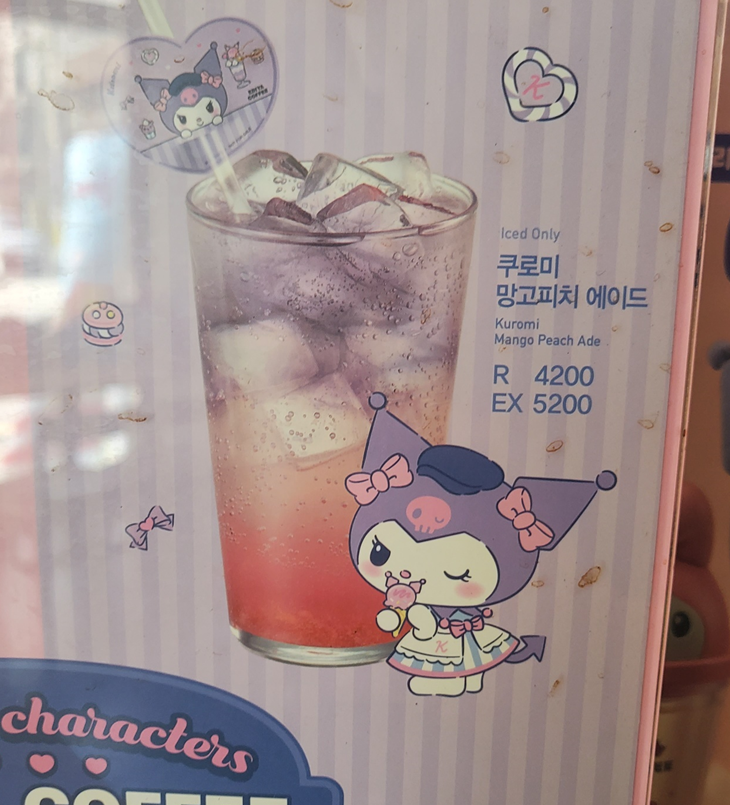 Iced Only
쿠로미
망고피치 에이드
Kuromi
Mango Peach Ade
R 4200
EX 5200
K
K
characters
COFFEE